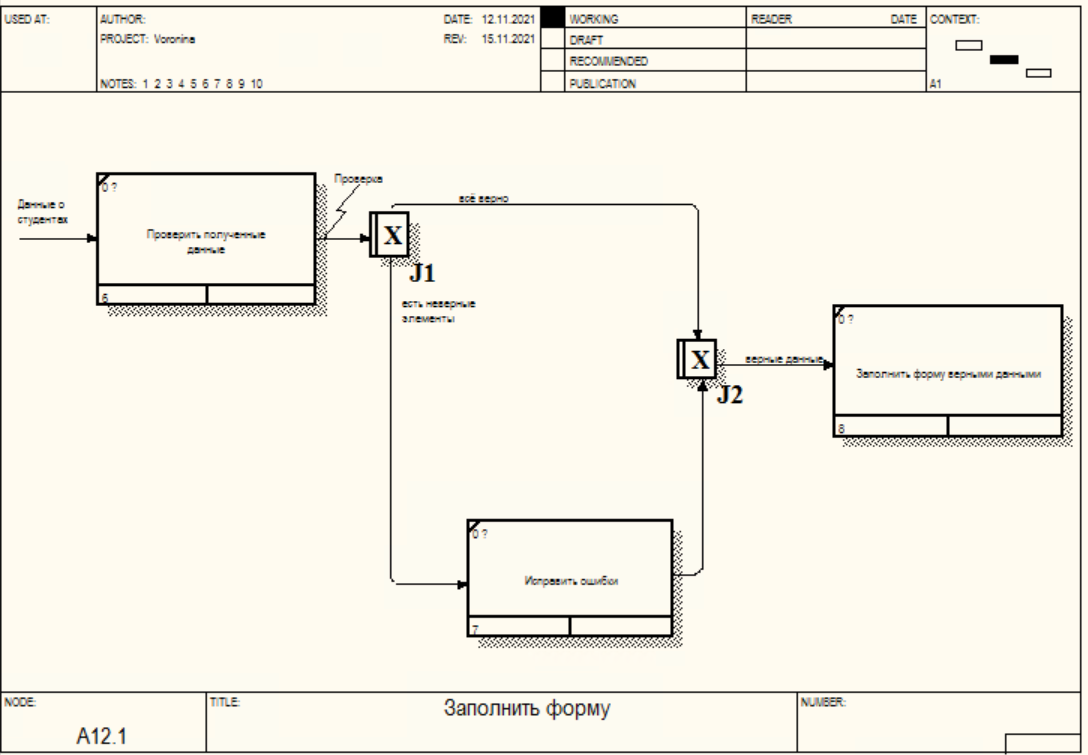 USED AT:
AUTHOR:
DATE: 12.11.2021
WORKING
READER
DATE
CONTEXT:
PROJECT: Voronina
REV: 15.11.2021
DRAFT
RECOMMENDED
NOTES: 1 2 3 4 5 6 7 8 9 10
PUBLICATION
A1
Данные о
студентах
0 ?
Проверить полученные
данные
6
Проверка
X
J1
всё верно
есть неверные
элементы
X
J2
верные данные
0 ?
Заполнить форму верными данными
8
0 ?
Исправить ошибки
7
NODE:
A12.1
TITLE:
Заполнить форму
NUMBER: